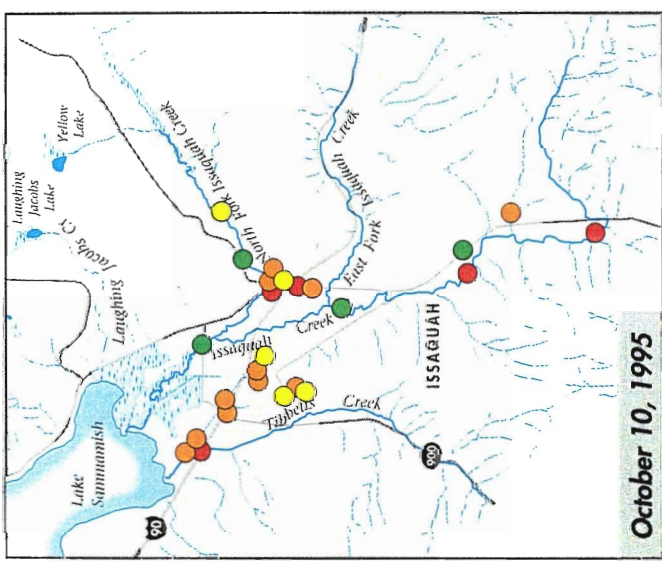 Laughing
Jacobs
Lake
Yellow
Lake
Laughing
Jacobs Cr
North Fork Issaquah Creek
East Fork
Issaquah Creek
Issaquah
Creek
Tibbetts
Creek
Lake
Sammamish
90
900
ISSAQUAH
October 10, 1995